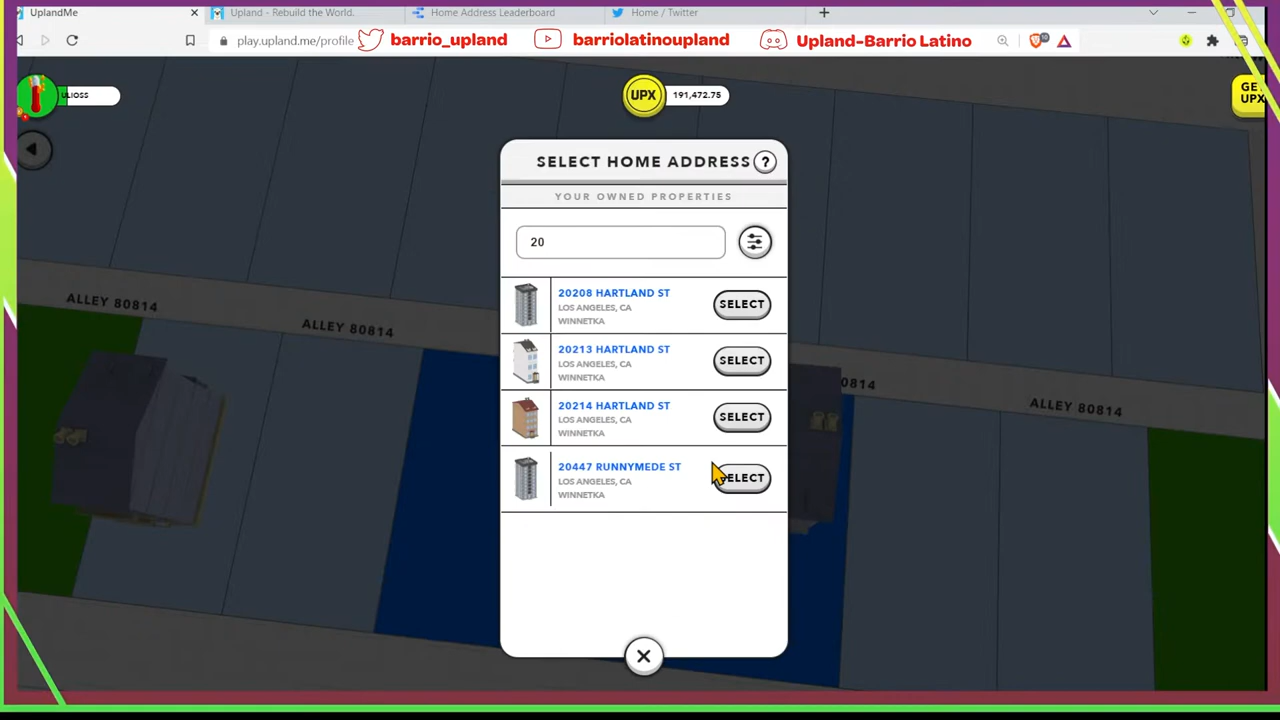 UplandMe
Upland - Rebuild the World.
Home Address Leaderboard
Home / Twitter
play.upland.me/profile
barrio_upland
barriolatinoupland
Upland-Barrio Latino
UPX
191,472.75
GE
UPX
SELECT HOME ADDRESS
?
YOUR OWNED PROPERTIES
20
20208 HARTLAND ST
LOS ANGELES, CA
WINNETKA
SELECT
20213 HARTLAND ST
LOS ANGELES, CA
WINNETKA
SELECT
20214 HARTLAND ST
LOS ANGELES, CA
WINNETKA
SELECT
20447 RUNNYMEDE ST
LOS ANGELES, CA
WINNETKA
ELECT
ALLEY 80814
ALLEY 80814
80814
ALLEY 80814